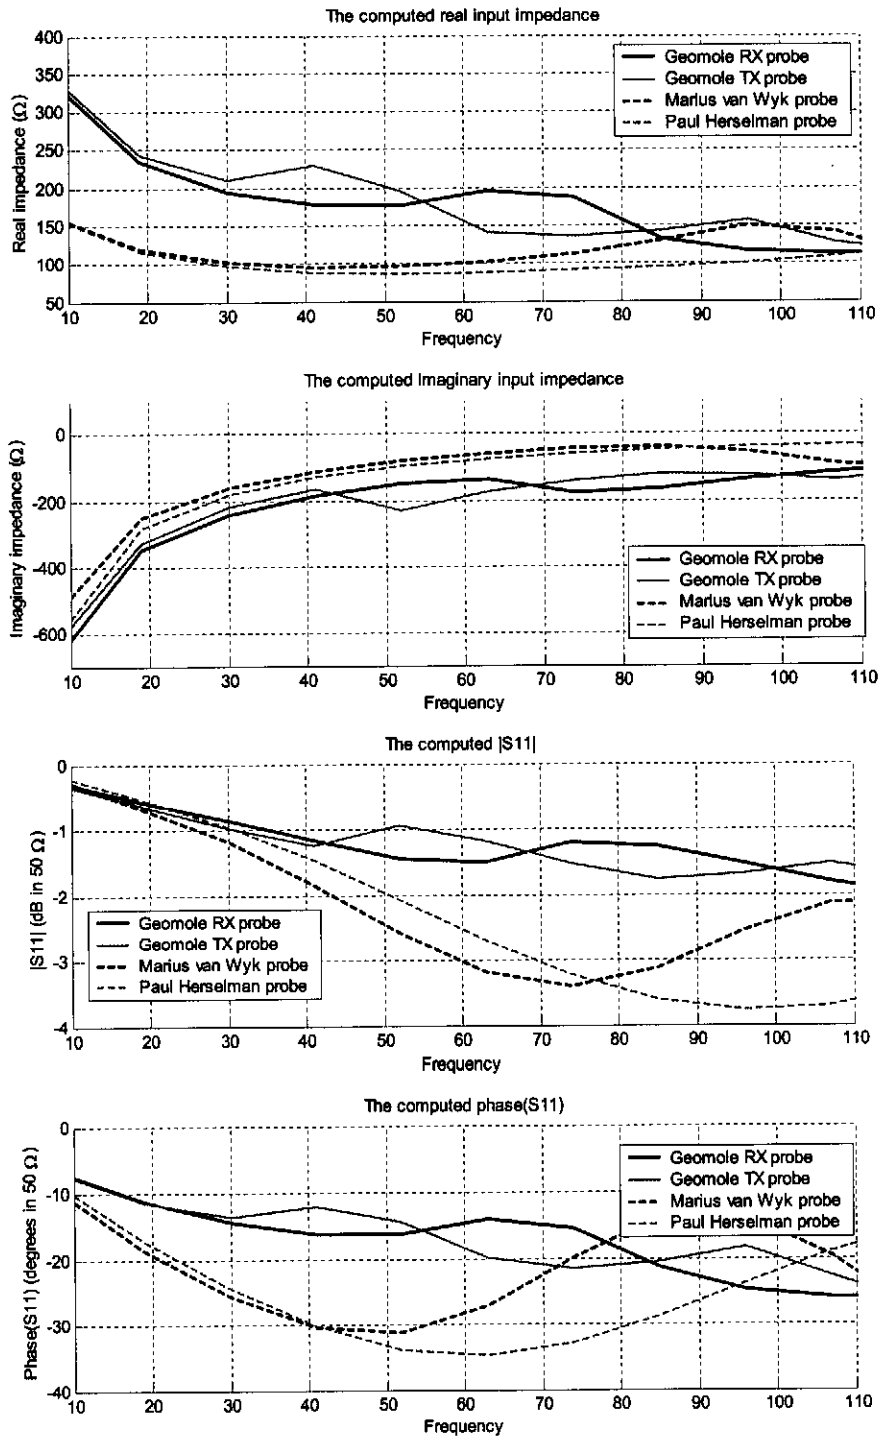 The computed real input impedance
Real impedance (Ω)
400
350
300
250
200
150
100
50
Geomole RX probe
Geomole TX probe
Marius van Wyk probe
Paul Herselman probe
10 20 30 40 50 60 70 80 90 100 110
Frequency
The computed Imaginary input impedance
Imaginary impedance (Ω)
0
-200
-400
-600
Geomole RX probe
Geomole TX probe
Marius van Wyk probe
Paul Herselman probe
10 20 30 40 50 60 70 80 90 100 110
Frequency
The computed |S11|
|S11| (dB in 50 Ω)
0
-1
-2
-3
-4
Geomole RX probe
Geomole TX probe
Marius van Wyk probe
Paul Herselman probe
10 20 30 40 50 60 70 80 90 100 110
Frequency
The computed phase(S11)
Phase(S11) (degrees in 50 Ω)
0
-10
-20
-30
-40
Geomole RX probe
Geomole TX probe
Marius van Wyk probe
Paul Herselman probe
10 20 30 40 50 60 70 80 90 100 110
Frequency